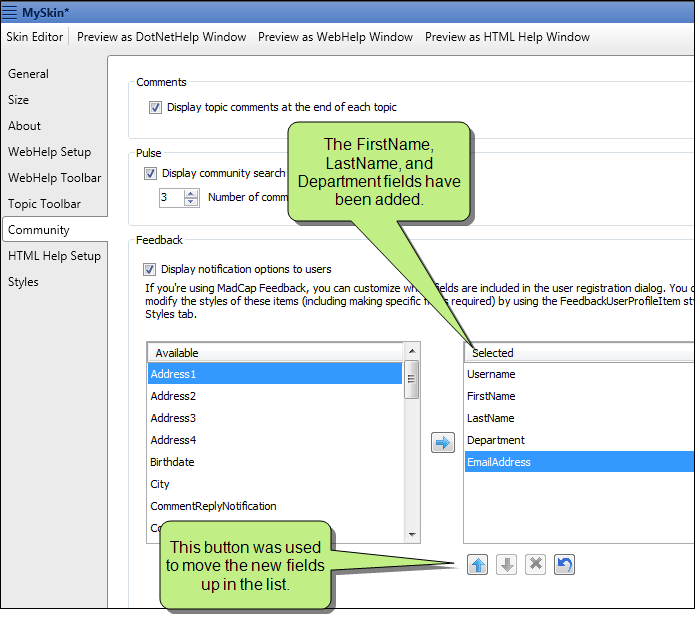 MySkin*
Skin Editor Preview as DotNetHelp Window Preview as WebHelp Window Preview as HTML Help Window
General
Size
About
WebHelp Setup
WebHelp Toolbar
Topic Toolbar
Community
HTML Help Setup
Styles
Comments
Display topic comments at the end of each topic
Pulse
Display community search
3 Number of comm
The FirstName,
LastName, and
Department fields have
been added.
Feedback
Display notification options to users
If you're using MadCap Feedback, you can customize wh fields are included in the user registration dialog. You c
modify the styles of these items (including making specific f required) by using the FeedbackUserProfileItem st
Styles tab.
Available
Address1
Address2
Address3
Address4
Birthdate
City
CommentReplyNotification
Selected
Username
FirstName
LastName
Department
EmailAddress
This button was used
to move the new fields
up in the list.